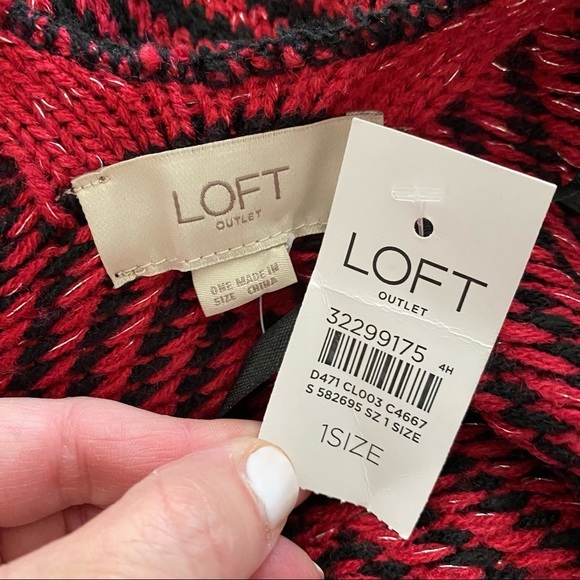 LOFT
OUTLET
ONE MADE IN
SIZE CHINA
LOFT
OUTLET
32299175
4H
D471 CL003 C4667
S 582695 SZ 1 SIZE
1SIZE